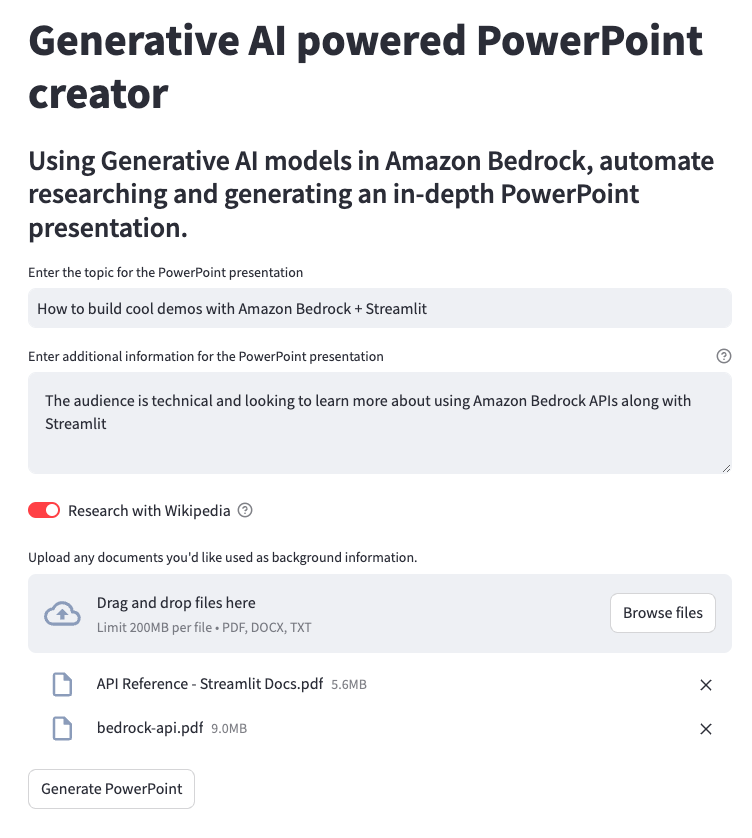 Generative AI powered PowerPoint
creator
Using Generative AI models in Amazon Bedrock, automate
researching and generating an in-depth PowerPoint
presentation.
Enter the topic for the PowerPoint presentation
How to build cool demos with Amazon Bedrock + Streamlit
Enter additional information for the PowerPoint presentation
The audience is technical and looking to learn more about using Amazon Bedrock APIs along with
Streamlit
Research with Wikipedia
Upload any documents you'd like used as background information.
Drag and drop files here
Limit 200MB per file • PDF, DOCX, TXT
Browse files
API Reference - Streamlit Docs.pdf 5.6MB
bedrock-api.pdf 9.0MB
Generate PowerPoint